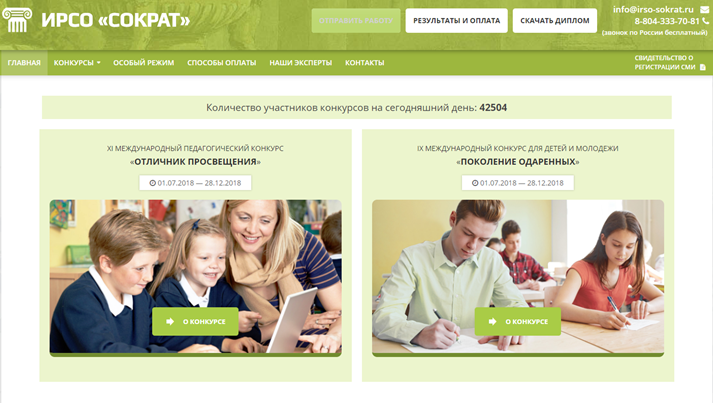 ИРСО «СОКРАТ»
ОТПРАВИТЬ РАБОТУ
РЕЗУЛЬТАТЫ И ОПЛАТА
СКАЧАТЬ ДИПЛОМ
info@irso-sokrat.ru
8-804-333-70-81
(звонок по России бесплатный)
ГЛАВНАЯ КОНКУРСЫ ОСОБЫЙ РЕЖИМ СПОСОБЫ ОПЛАТЫ НАШИ ЭКСПЕРТЫ КОНТАКТЫ
СВИДЕТЕЛЬСТВО О
РЕГИСТРАЦИИ СМИ
Количество участников конкурсов на сегодняшний день: 42504
XI МЕЖДУНАРОДНЫЙ ПЕДАГОГИЧЕСКИЙ КОНКУРС
«ОТЛИЧНИК ПРОСВЕЩЕНИЯ»
01.07.2018 — 28.12.2018
О КОНКУРСЕ
IX МЕЖДУНАРОДНЫЙ КОНКУРС ДЛЯ ДЕТЕЙ И МОЛОДЕЖИ
«ПОКОЛЕНИЕ ОДАРЕННЫХ»
01.07.2018 — 28.12.2018
О КОНКУРСЕ